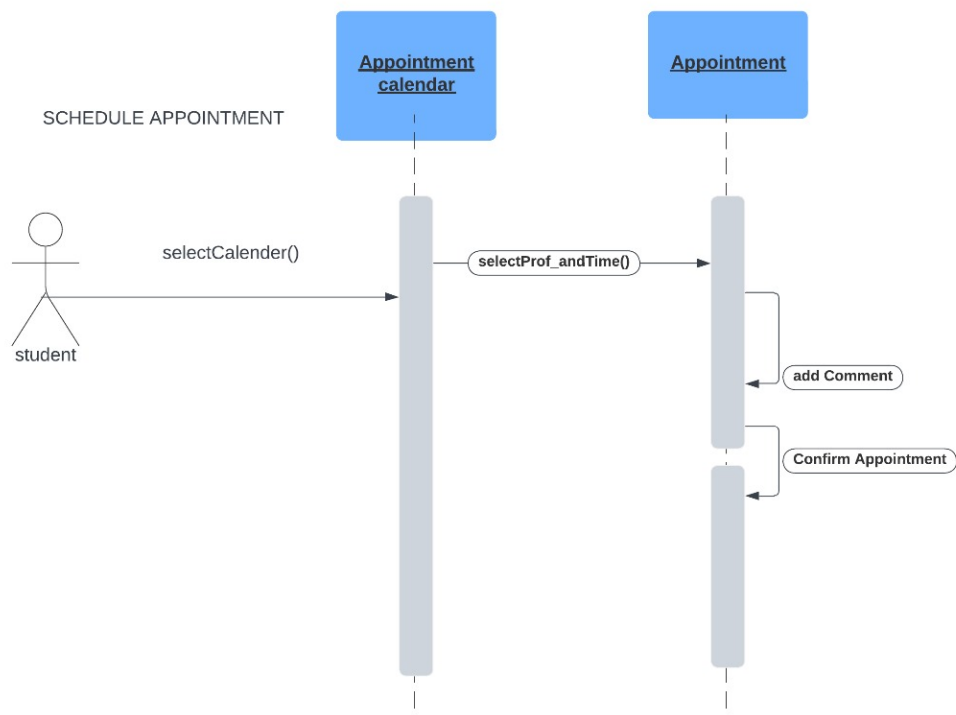 Appointment
calendar
Appointment
SCHEDULE APPOINTMENT
selectCalender()
selectProf_andTime()
student
add Comment
Confirm Appointment